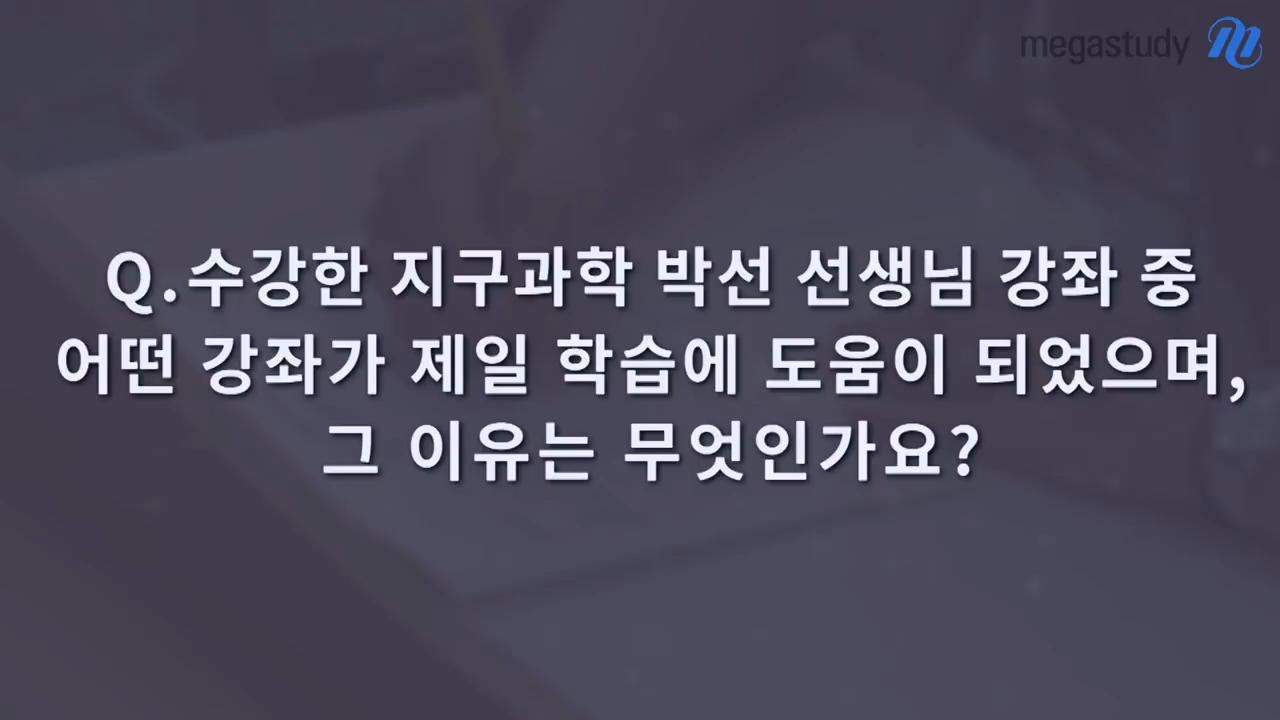 megastudy
Q.수강한 지구과학 박선 선생님 강좌 중
어떤 강좌가 제일 학습에 도움이 되었으며,
그 이유는 무엇인가요?